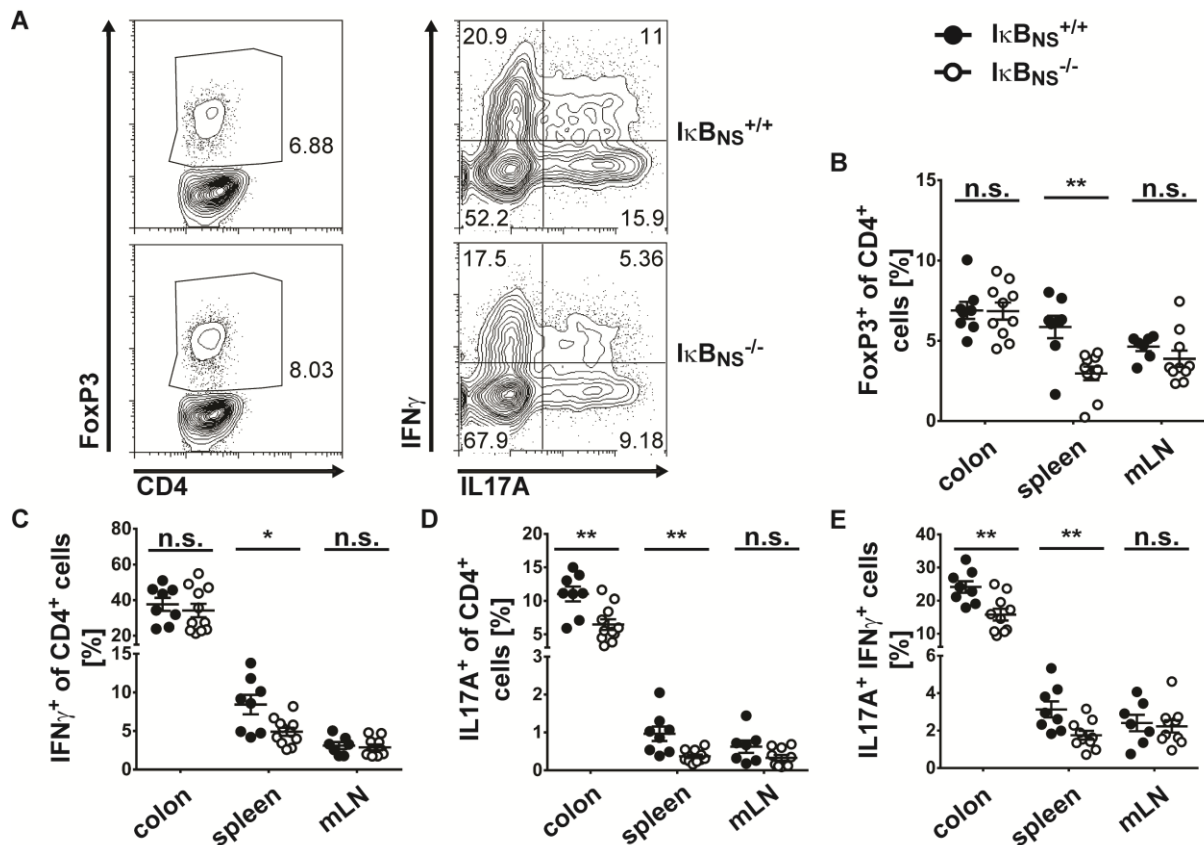 A
FoxP3
6.88
8.03
CD4
IFNγ
20.9 11
52.2 15.9
IκBNS+/+
17.5 5.36
67.9 9.18
IκBNS-/-
IL17A
IκBNS+/+
IκBNS-/-
B
n.s. ** n.s.
FoxP3+ of CD4+
cells [%]
15
10
5
0
colon spleen mLN
C
n.s. * n.s.
IFNγ+ of CD4+ cells
[%]
80
60
40
20
15
10
5
0
colon spleen mLN
D
** ** n.s.
IL17A+ of CD4+
cells [%]
20
15
10
5
2
1
0
colon spleen mLN
E
** ** n.s.
IL17A+ IFNγ+ cells
[%]
40
30
20
10
6
4
2
0
colon spleen mLN